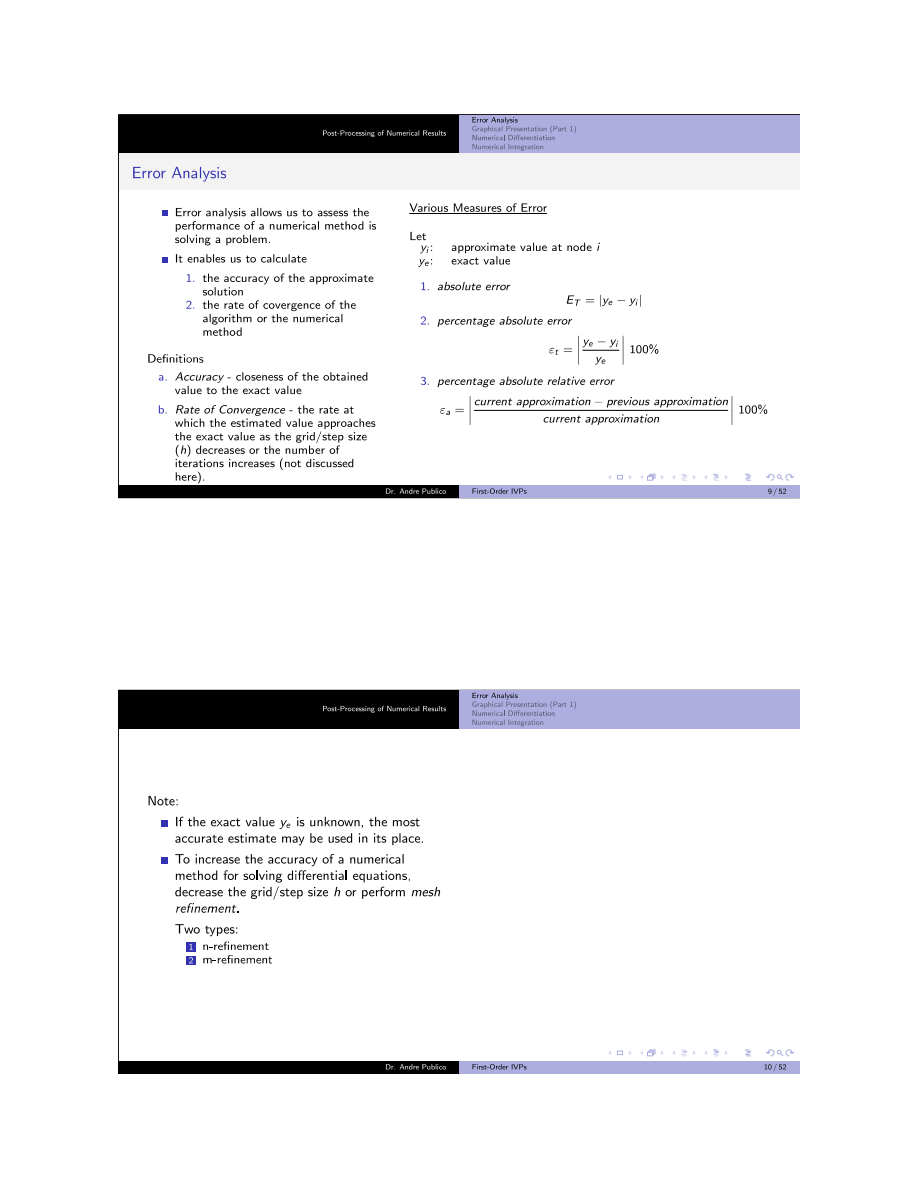 Post-Processing of Numerical Results
Error Analysis
Graphical Presentation (Part 1)
Numerical Differentiation
Numerical Integration
Error Analysis
Error analysis allows us to assess the
performance of a numerical method is
solving a problem.
It enables us to calculate
1. the accuracy of the approximate
solution
2. the rate of covergence of the
algorithm or the numerical
method
Definitions
a. Accuracy - closeness of the obtained
value to the exact value
b. Rate of Convergence - the rate at
which the estimated value approaches
the exact value as the grid/step size
(h) decreases or the number of
iterations increases (not discussed
here).
Various Measures of Error
Let
y_i: approximate value at node i
y_e: exact value
1. absolute error
E_T = |y_e − y_i|
2. percentage absolute error
ε_t = |(y_e − y_i) / y_e| 100%
3. percentage absolute relative error
ε_a = |(current approximation − previous approximation) / current approximation| 100%
Dr. Andre Publico
First-Order IVPs
9 / 52
Post-Processing of Numerical Results
Error Analysis
Graphical Presentation (Part 1)
Numerical Differentiation
Numerical Integration
Note:
If the exact value y_e is unknown, the most
accurate estimate may be used in its place.
To increase the accuracy of a numerical
method for solving differential equations,
decrease the grid/step size h or perform mesh
refinement.
Two types:
1 n-refinement
2 m-refinement
Dr. Andre Publico
First-Order IVPs
10 / 52